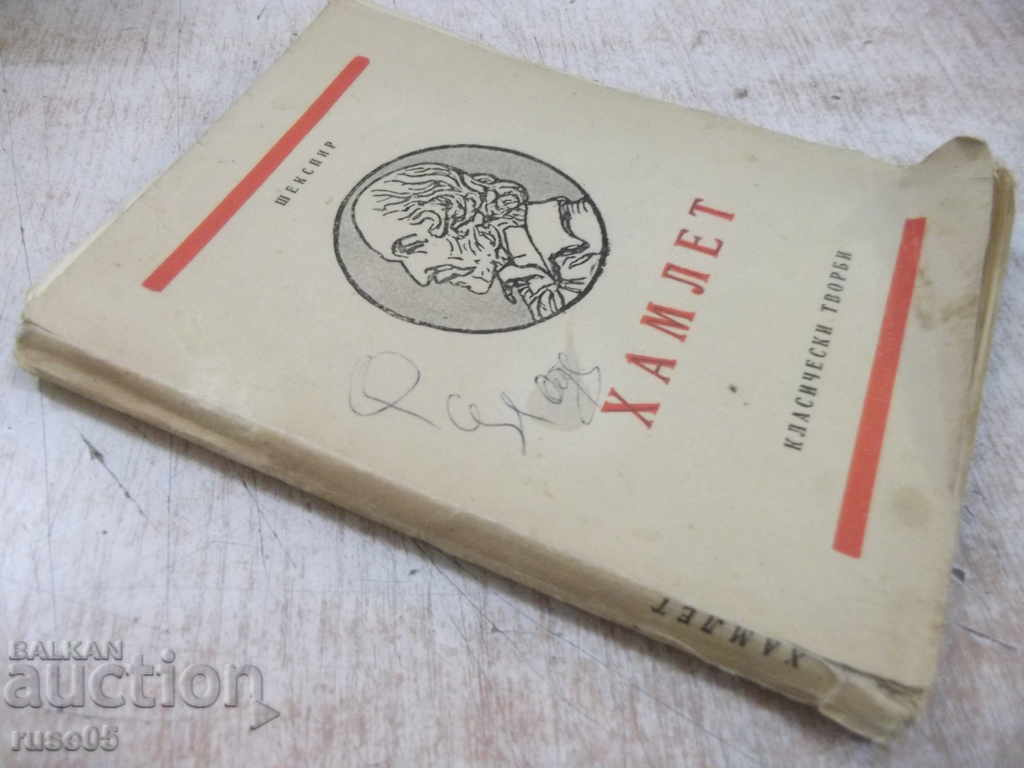 ШЕКСПИР
ХАМЛЕТ
КЛАСИЧЕСКИ ТВОРБИ
ХАМЛЕТ
BALKAN
auction
ruso05